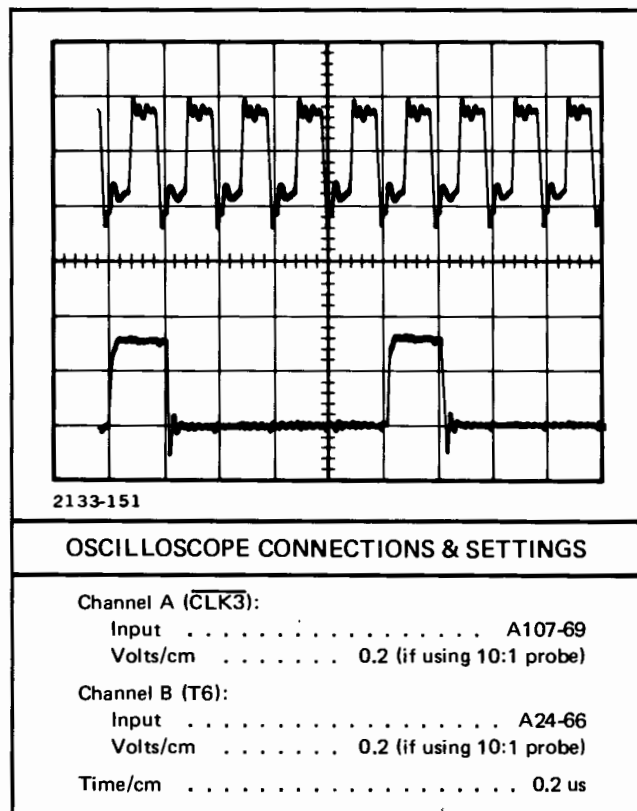 2133-151
OSCILLOSCOPE CONNECTIONS & SETTINGS
Channel A (C̅L̅K̅3̅):
Input . . . . . . . . . . . . . . . . . . A107-69
Volts/cm . . . . . . . 0.2 (if using 10:1 probe)
Channel B (T6):
Input . . . . . . . . . . . . . . . . . . . A24-66
Volts/cm . . . . . . . 0.2 (if using 10:1 probe)
Time/cm . . . . . . . . . . . . . . . . . . . 0.2 us